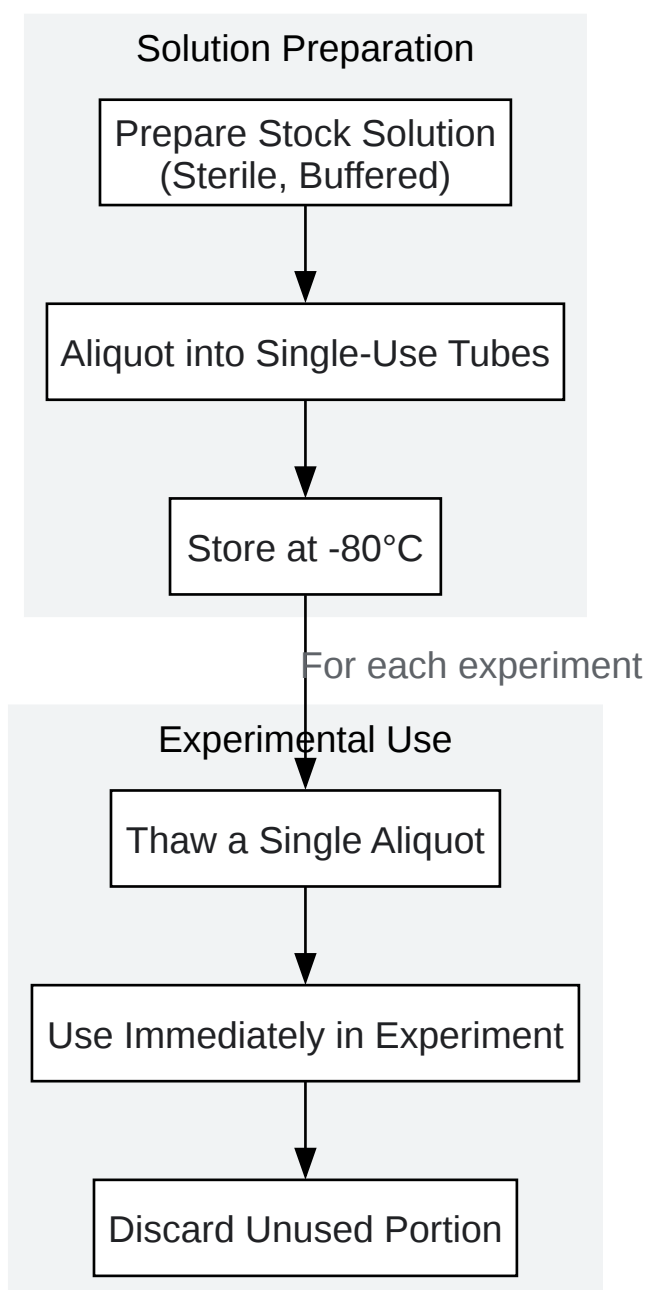 Solution Preparation
Prepare Stock Solution
(Sterile, Buffered)
Aliquot into Single-Use Tubes
Store at -80°C
For each experiment
Experimental Use
Thaw a Single Aliquot
Use Immediately in Experiment
Discard Unused Portion